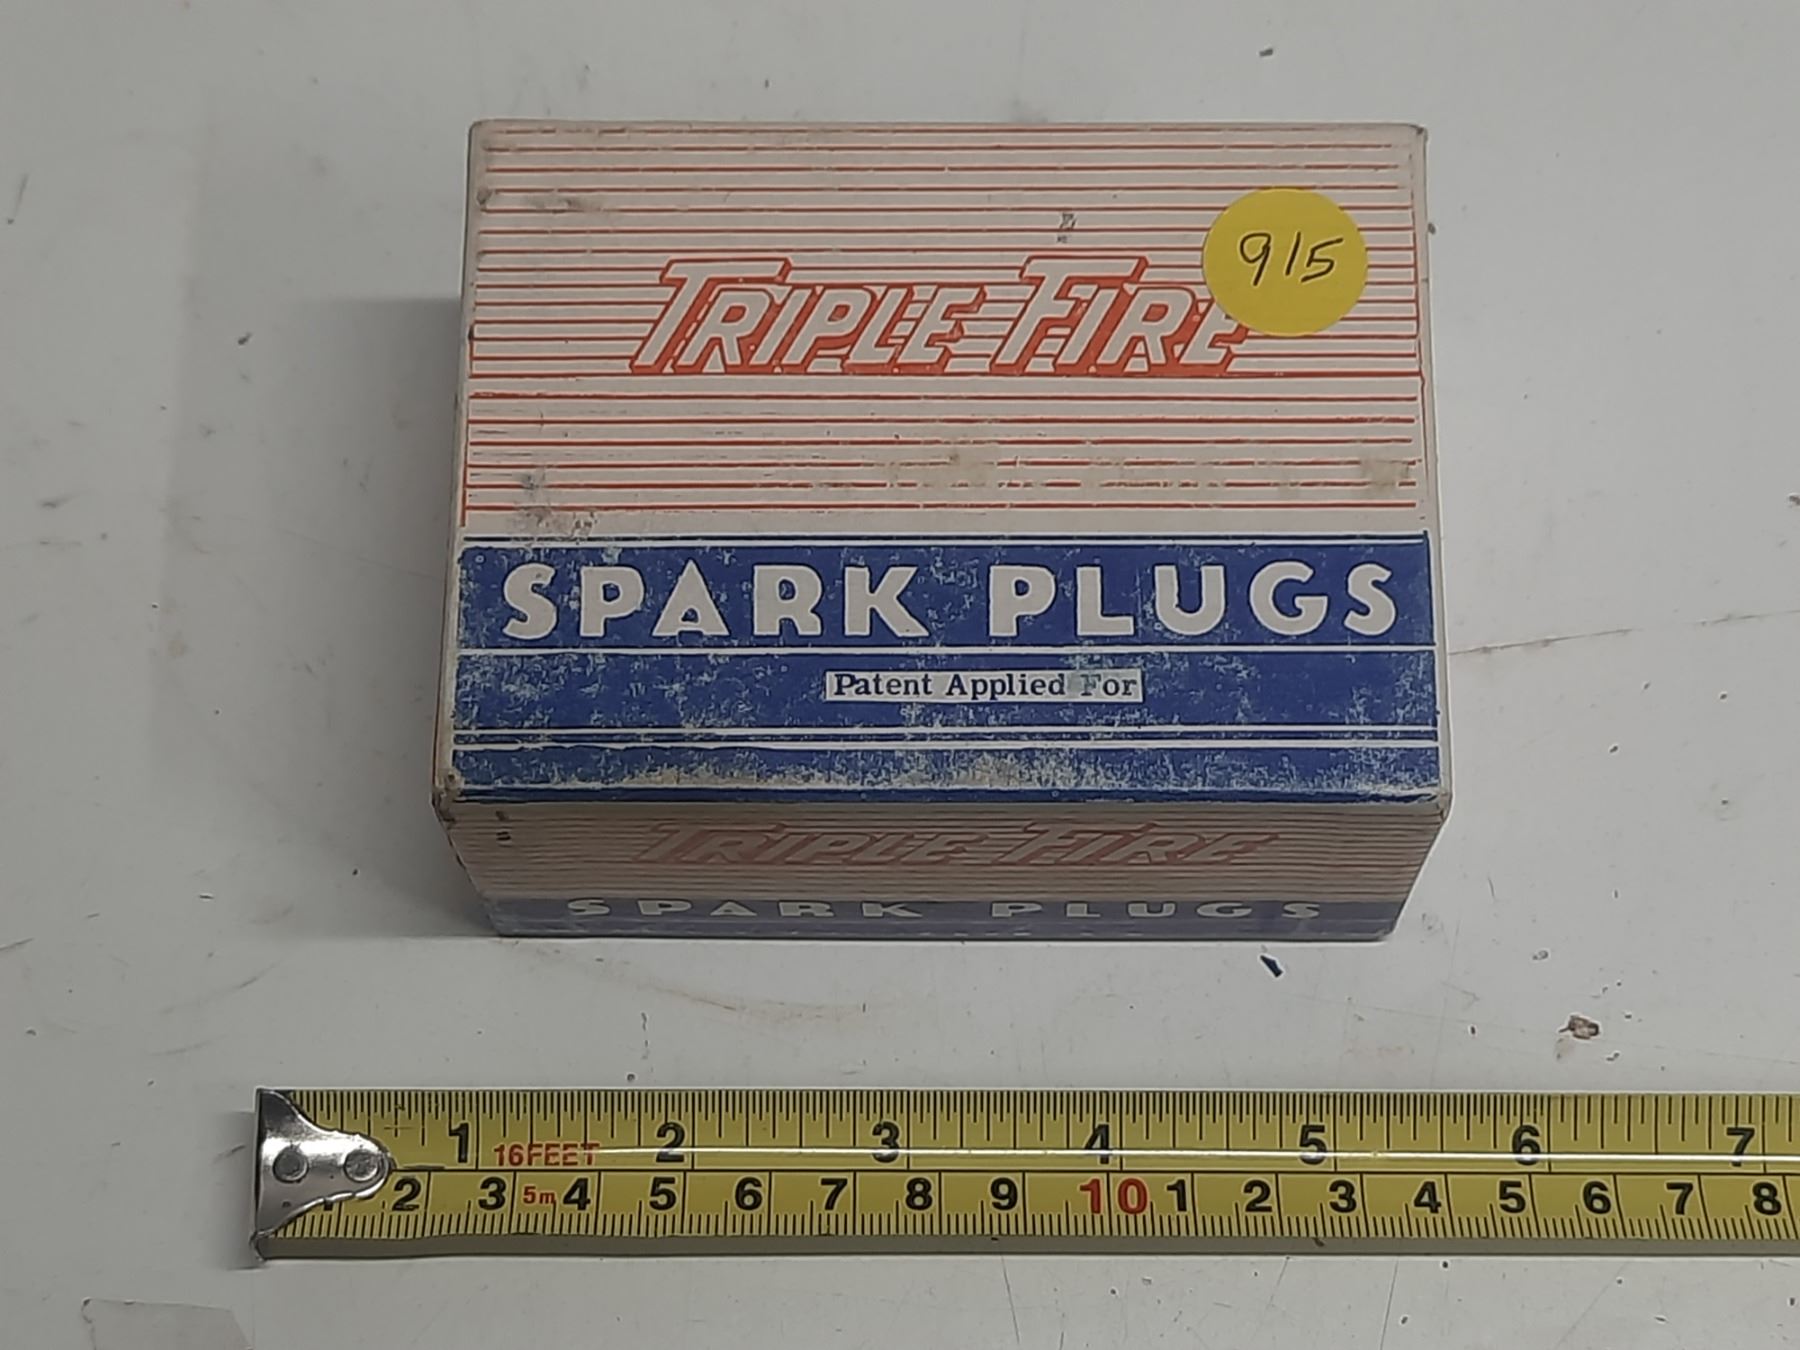 915
TRIPLE FIRE
SPARK PLUGS
Patent Applied For
TRIPLE FIRE
SPARK PLUGS
1 2 3 4 5 6 7
16FEET
2 3 5m 4 5 6 7 8 9 10 1 2 3 4 5 6 7 8